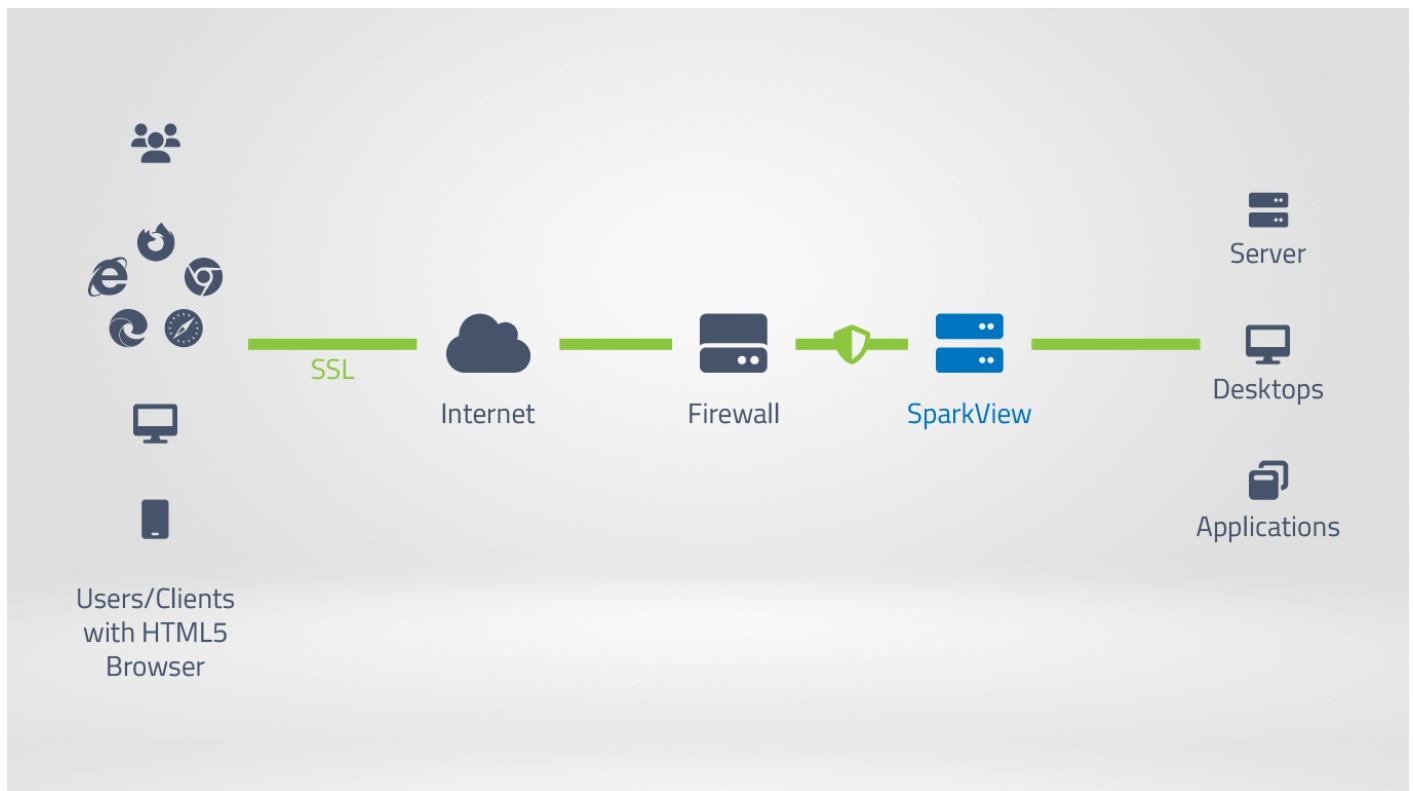 SSL
Internet
Firewall
SparkView
Server
Desktops
Applications
Users/Clients
with HTML5
Browser